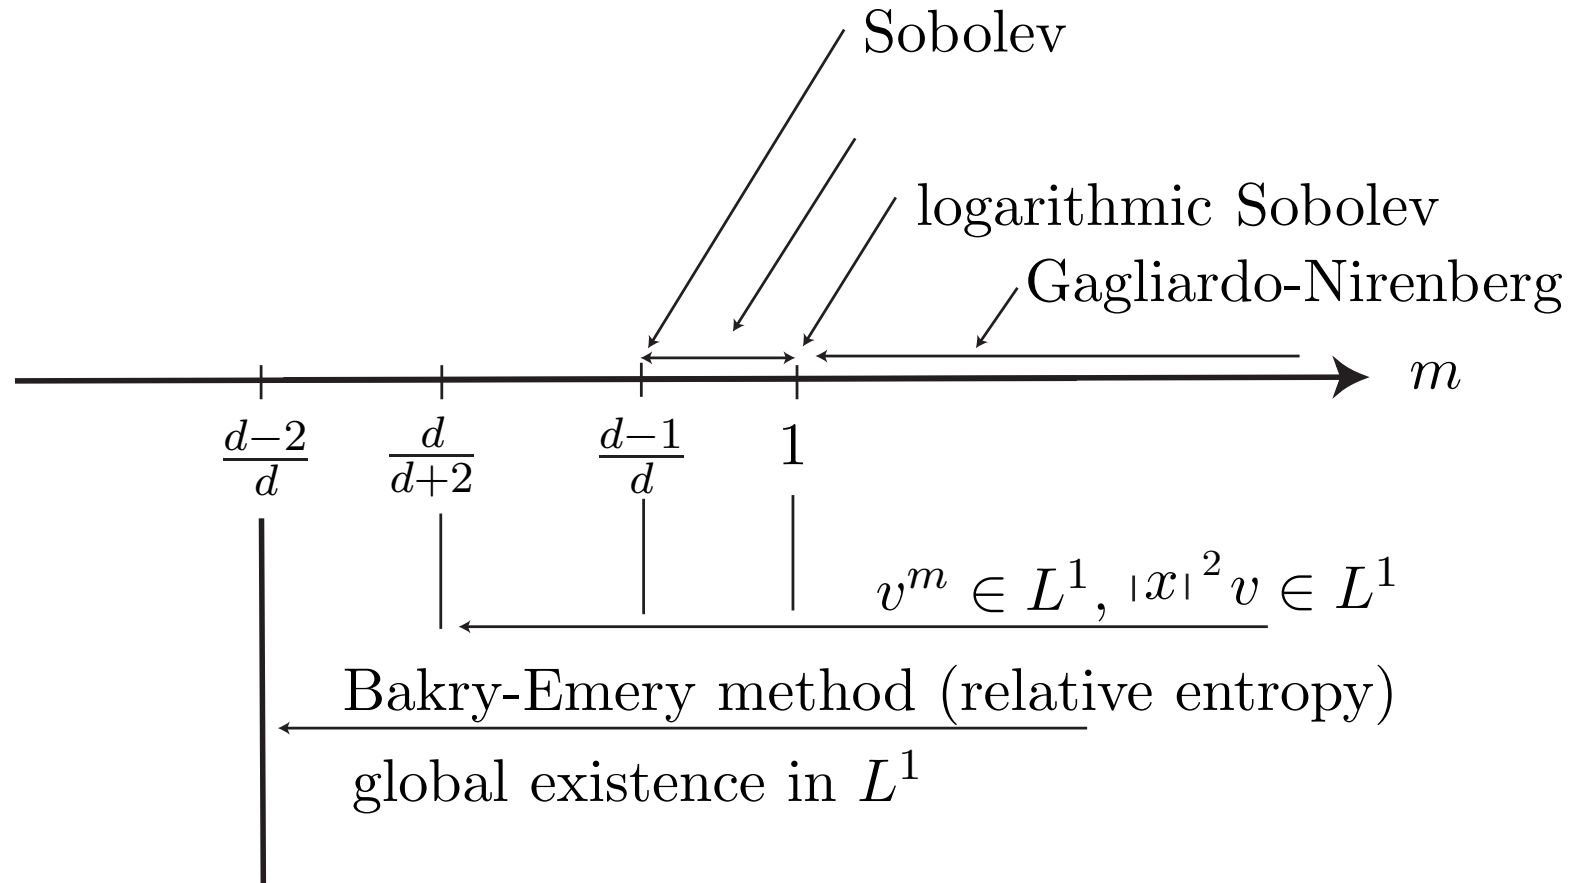 Sobolev
logarithmic Sobolev
Gagliardo-Nirenberg
m
d−2/d d/d+2 d−1/d 1
v^m ∈ L^1, |x|^2 v ∈ L^1
Bakry-Emery method (relative entropy)
global existence in L^1